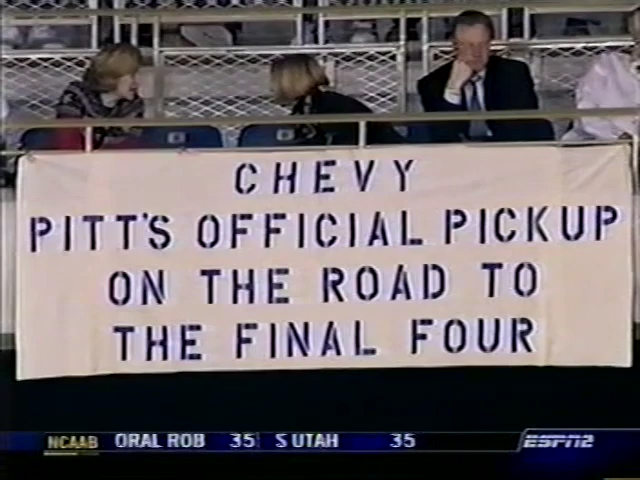 CHEVY
PITT'S OFFICIAL PICKUP
ON THE ROAD TO
THE FINAL FOUR
NCAAB ORAL ROB 35 S UTAH 35 ESPN2